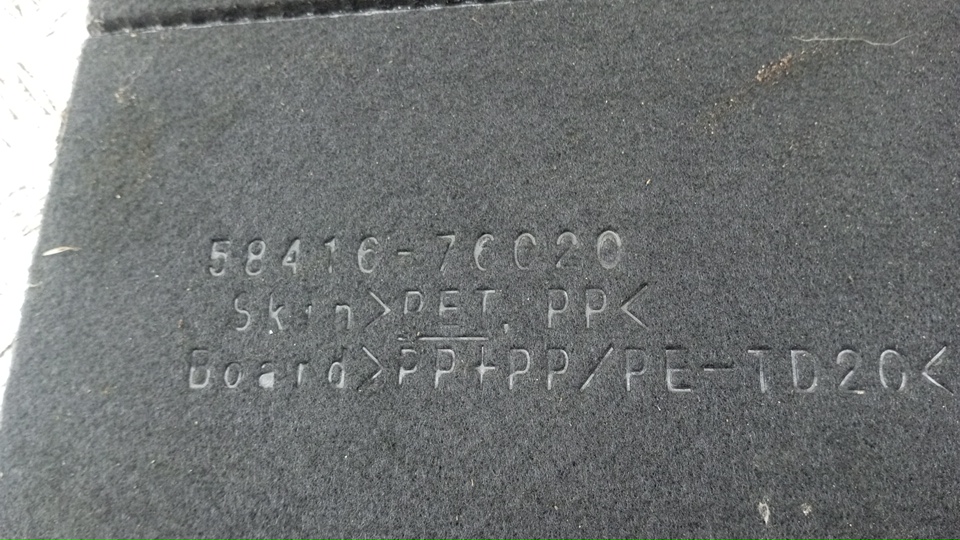 58416-76020
Skin>PET, PP<
Board>PP+PP/PE-TD20<